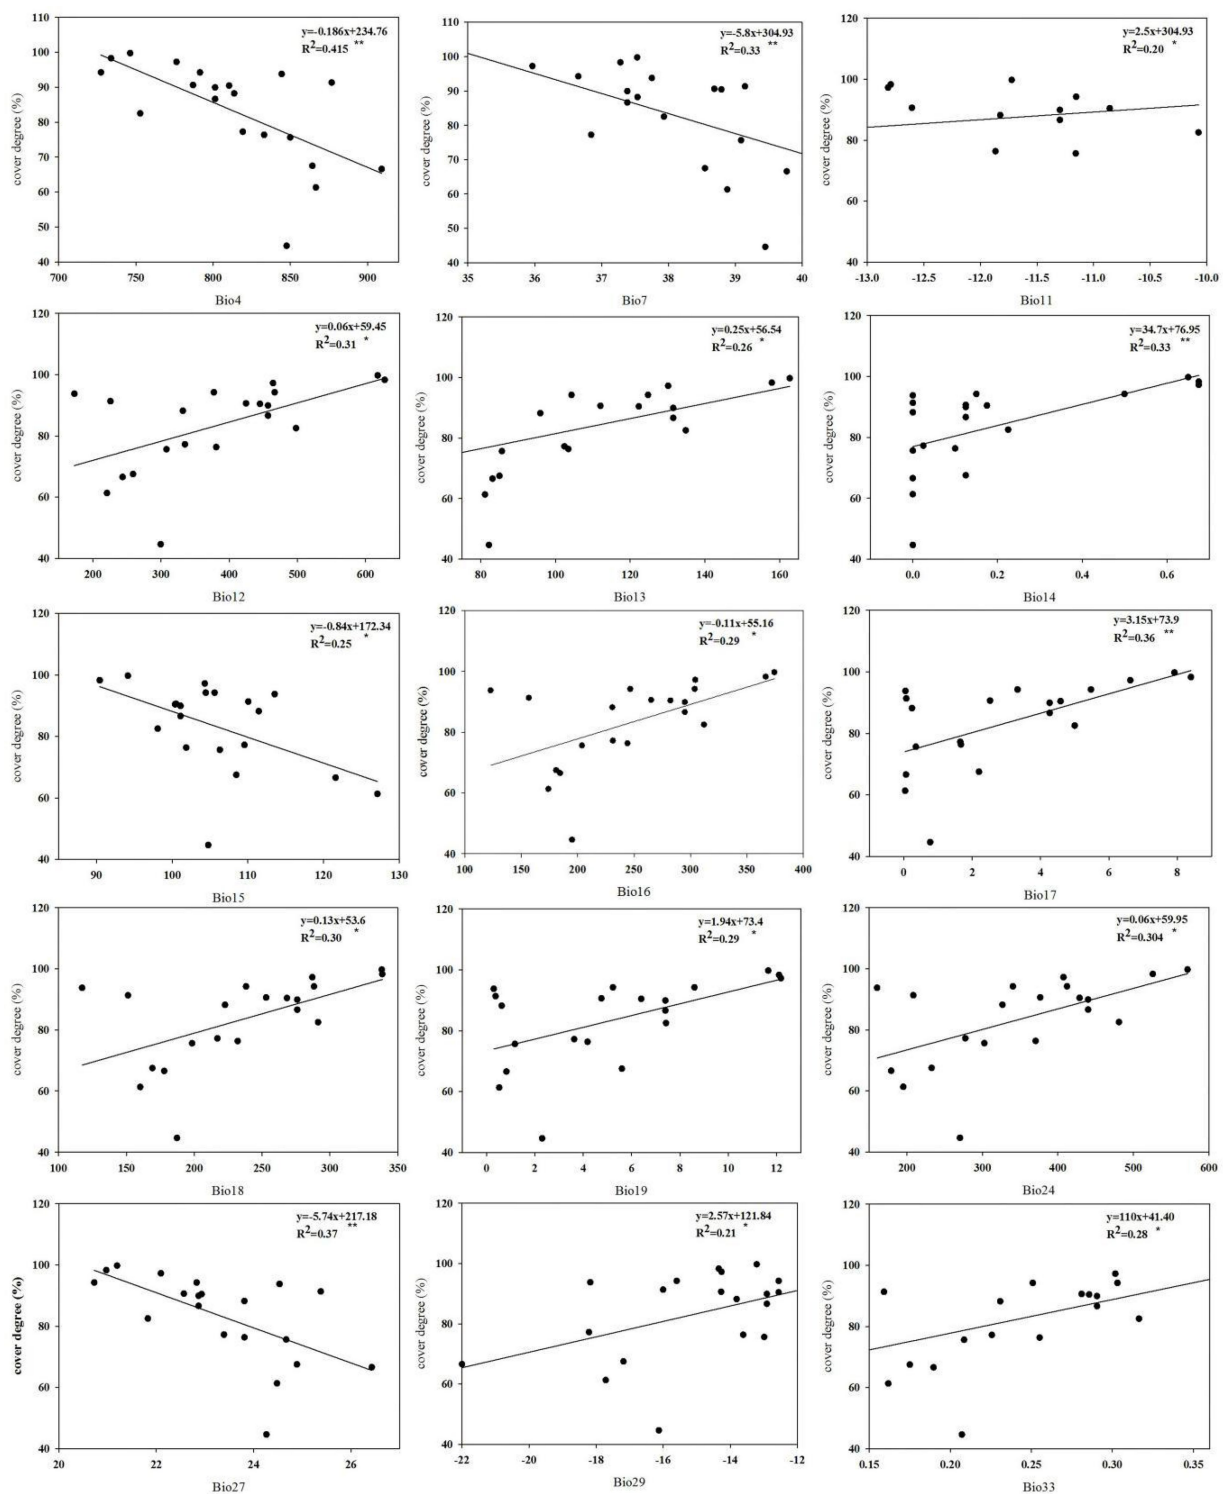 y=-0.186x+234.76
R2=0.415 **
cover degree (%)
110
100
90
80
70
60
50
40
700 750 800 850 900
Bio4
y=-5.8x+304.93
R2=0.33 **
cover degree (%)
110
100
90
80
70
60
50
40
35 36 37 38 39 40
Bio7
y=2.5x+304.93
R2=0.20 *
cover degree (%)
120
100
80
60
40
-13.0 -12.5 -12.0 -11.5 -11.0 -10.5 -10.0
Bio11
y=0.06x+59.45
R2=0.31 *
cover degree (%)
120
100
80
60
40
200 300 400 500 600
Bio12
y=0.25x+56.54
R2=0.26 *
cover degree (%)
120
100
80
60
40
80 100 120 140 160
Bio13
y=34.7x+76.95
R2=0.33 **
cover degree (%)
120
100
80
60
40
0.0 0.2 0.4 0.6
Bio14
y=-0.84x+172.34
R2=0.25 *
cover degree (%)
120
100
80
60
40
90 100 110 120 130
Bio15
y=-0.11x+55.16
R2=0.29 *
cover degree (%)
120
100
80
60
40
100 150 200 250 300 350 400
Bio16
y=3.15x+73.9
R2=0.36 **
cover degree (%)
120
100
80
60
40
0 2 4 6 8
Bio17
y=0.13x+53.6
R2=0.30 *
cover degree (%)
120
100
80
60
40
100 150 200 250 300 350
Bio18
y=1.94x+73.4
R2=0.29 *
cover degree (%)
120
100
80
60
40
0 2 4 6 8 10 12
Bio19
y=0.06x+59.95
R2=0.304 *
cover degree (%)
120
100
80
60
40
200 300 400 500 600
Bio24
y=-5.74x+217.18
R2=0.37 **
cover degree (%)
120
100
80
60
40
20 22 24 26
Bio27
y=2.57x+121.84
R2=0.21 *
cover degree (%)
120
100
80
60
40
-22 -20 -18 -16 -14 -12
Bio29
y=110x+41.40
R2=0.28 *
cover degree (%)
120
100
80
60
40
0.15 0.20 0.25 0.30 0.35
Bio33